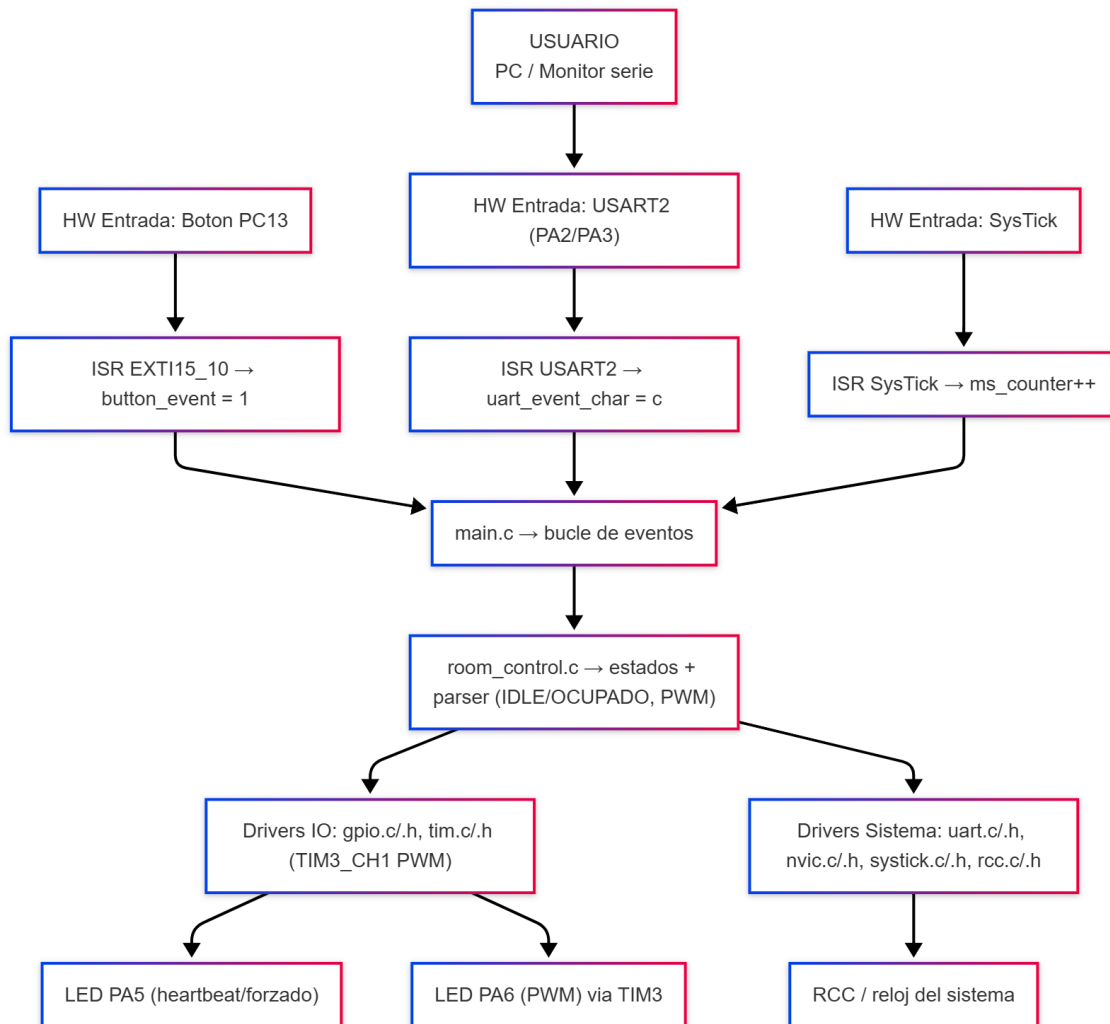 USUARIO
PC / Monitor serie
HW Entrada: Boton PC13
HW Entrada: USART2
(PA2/PA3)
HW Entrada: SysTick
ISR EXTI15_10 →
button_event = 1
ISR USART2 →
uart_event_char = c
ISR SysTick → ms_counter++
main.c → bucle de eventos
room_control.c → estados +
parser (IDLE/OCUPADO, PWM)
Drivers IO: gpio.c/.h, tim.c/.h
(TIM3_CH1 PWM)
Drivers Sistema: uart.c/.h,
nvic.c/.h, systick.c/.h, rcc.c/.h
LED PA5 (heartbeat/forzado)
LED PA6 (PWM) via TIM3
RCC / reloj del sistema